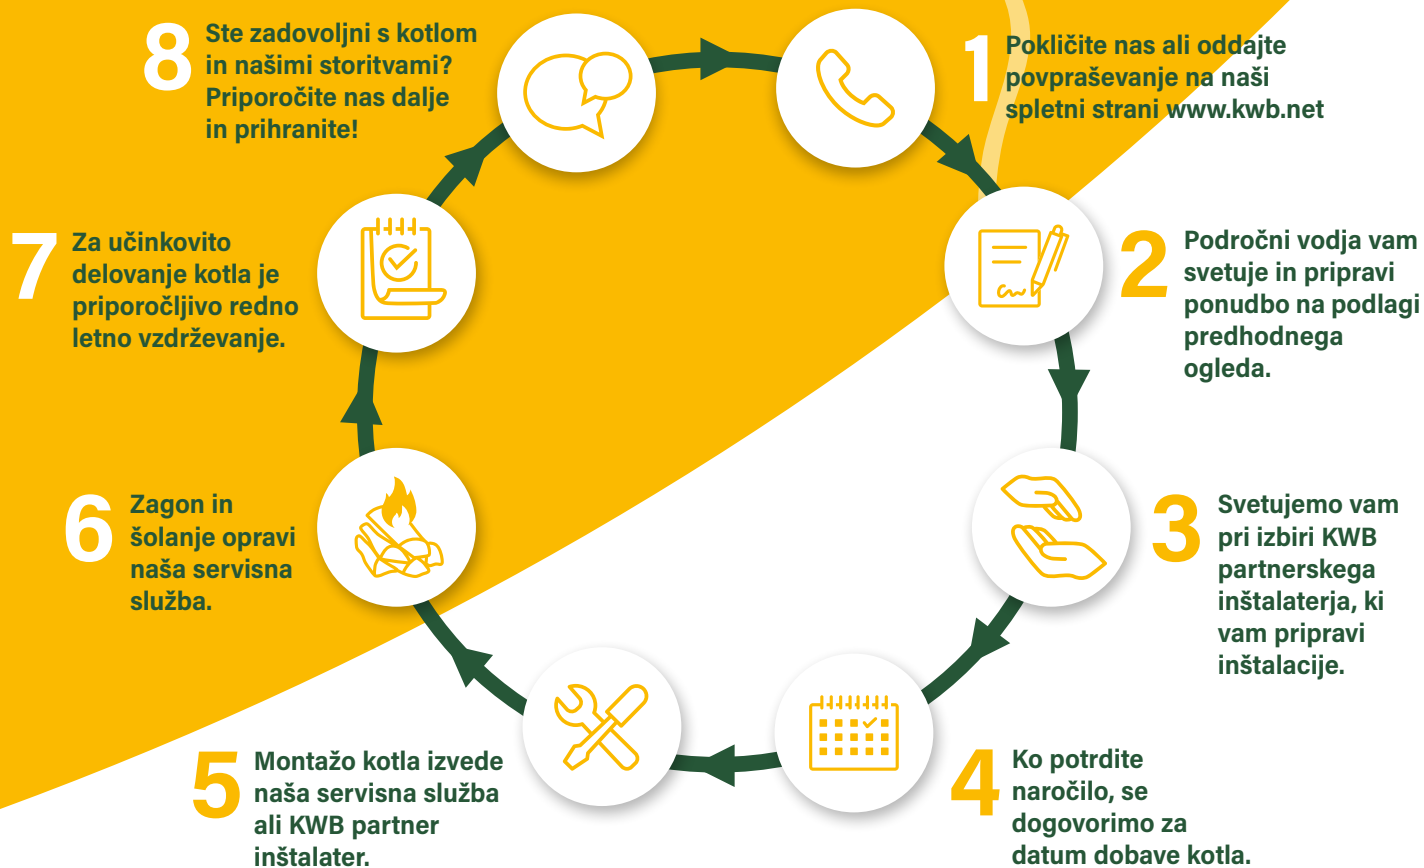 1
Pokličite nas ali oddajte
povpraševanje na naši
spletni strani www.kwb.net
2
Področni vodja vam
svetuje in pripravi
ponudbo na podlagi
predhodnega
ogleda.
3
Svetujemo vam
pri izbiri KWB
partnerskega
inštalaterja, ki
vam pripravi
inštalacije.
4
Ko potrdite
naročilo, se
dogovorimo za
datum dobave kotla.
5
Montažo kotla izvede
naša servisna služba
ali KWB partner
inštalater.
6
Zagon in
šolanje opravi
naša servisna
služba.
7
Za učinkovito
delovanje kotla je
priporočljivo redno
letno vzdrževanje.
8
Ste zadovoljni s kotlom
in našimi storitvami?
Priporočite nas dalje
in prihranite!